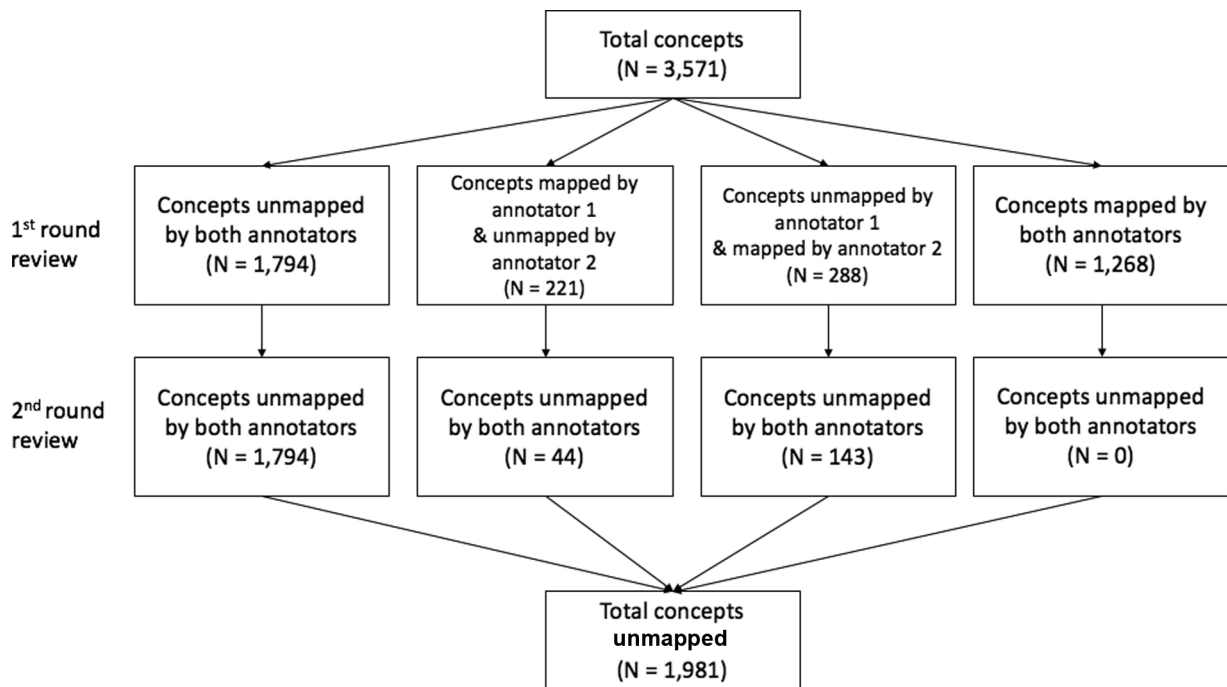 Total concepts
(N = 3,571)
1st round
review
Concepts unmapped
by both annotators
(N = 1,794)
Concepts mapped by
annotator 1
& unmapped by
annotator 2
(N = 221)
Concepts unmapped by
annotator 1
& mapped by annotator 2
(N = 288)
Concepts mapped by
both annotators
(N = 1,268)
2nd round
review
Concepts unmapped
by both annotators
(N = 1,794)
Concepts unmapped
by both annotators
(N = 44)
Concepts unmapped
by both annotators
(N = 143)
Concepts unmapped
by both annotators
(N = 0)
Total concepts
unmapped
(N = 1,981)